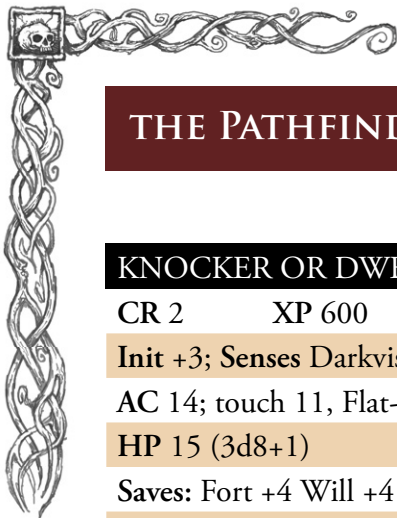 THE PATHFIND
KNOCKER OR DWE
CR 2 XP 600
Init +3; Senses Darkvis
AC 14; touch 11, Flat-
HP 15 (3d8+1)
Saves: Fort +4 Will +4